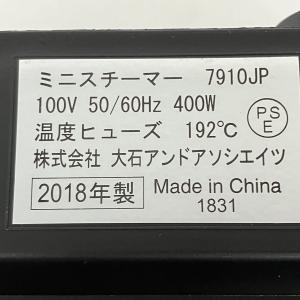 ミニスチーマー 7910JP
100V 50/60Hz 400W
温度ヒューズ 192℃
PS
E
株式会社 大石アンドアソシエイツ
2018年製 Made in China
1831